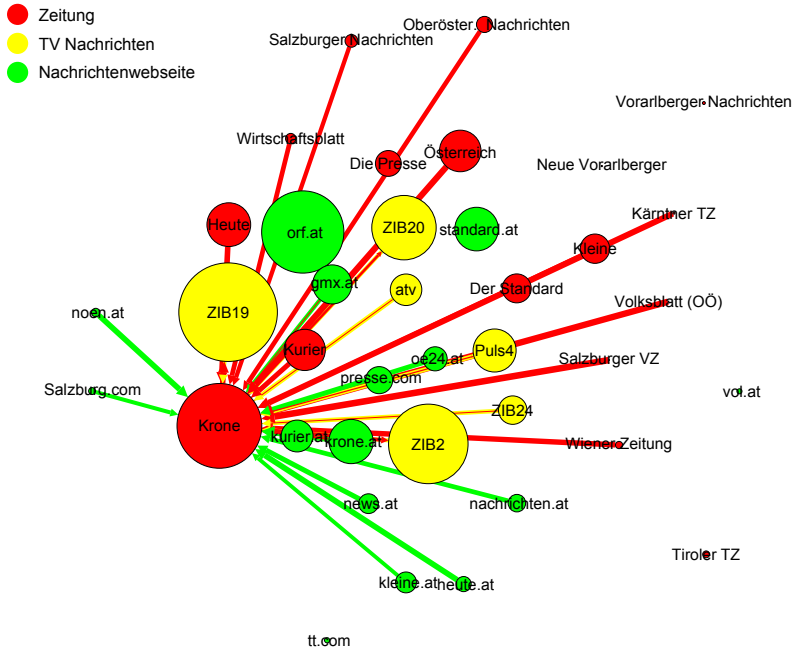 Zeitung
TV Nachrichten
Nachrichtenwebseite
Oberöster. Nachrichten
Salzburger Nachrichten
Vorarlberger Nachrichten
Wirtschaftsblatt
Die Presse
Österreich
Neue Vorarlberger
Kärntner TZ
Heute
orf.at
ZIB20
standard.at
Kleine
gmx.at
Der Standard
atv
Volksblatt (OÖ)
noen.at
ZIB19
Kurier
oe24.at
Puls4
Salzburger VZ
presse.com
Salzburg.com
vol.at
ZIB24
Krone
kurier.at
krone.at
ZIB2
Wiener Zeitung
news.at
nachrichten.at
Tiroler TZ
kleine.at
heute.at
tt.com